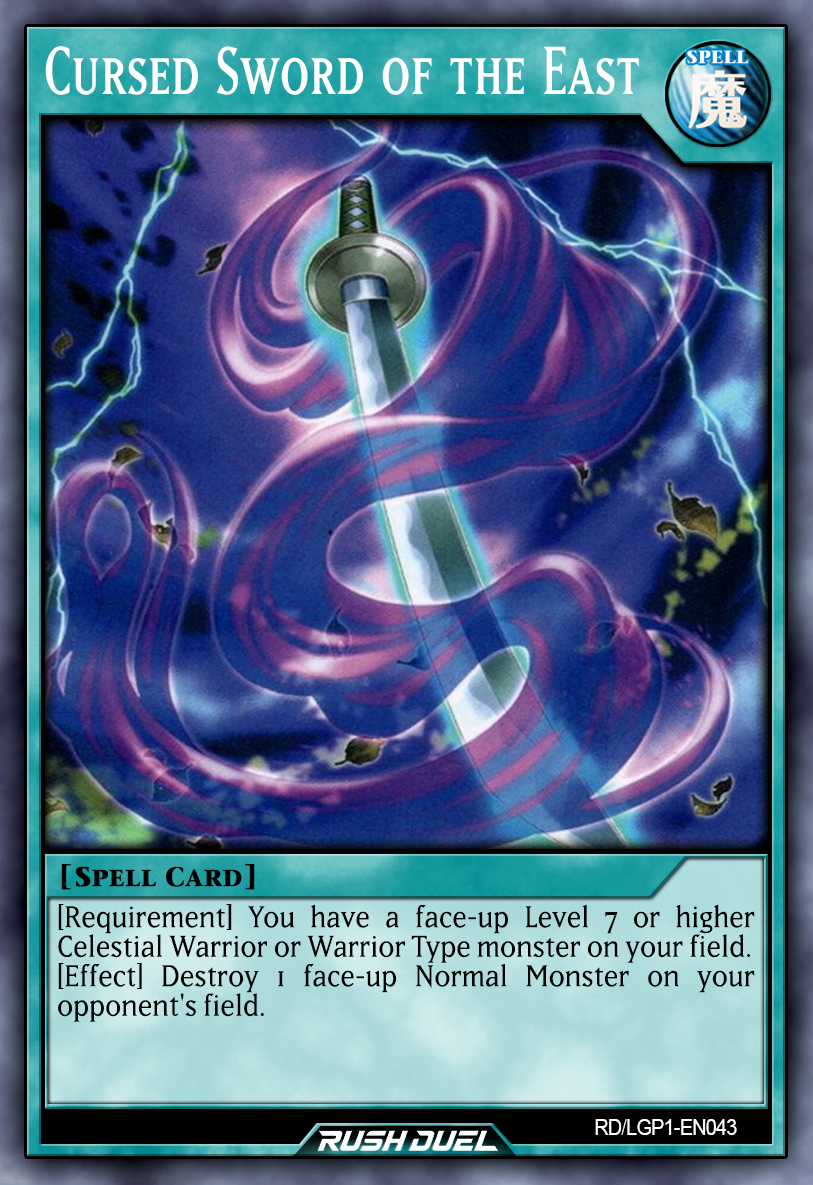 Cursed Sword of the East
SPELL
魔
[Spell Card]
[Requirement] You have a face-up Level 7 or higher
Celestial Warrior or Warrior Type monster on your field.
[Effect] Destroy 1 face-up Normal Monster on your
opponent's field.
RD/LGP1-EN043
RUSH DUEL